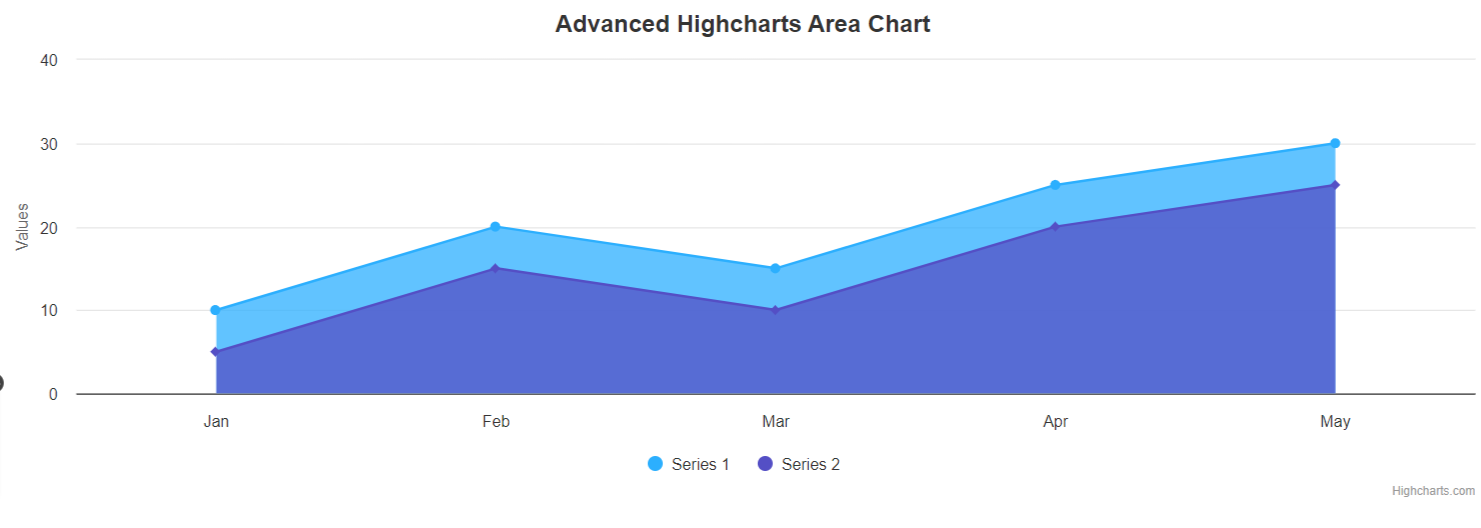 Advanced Highcharts Area Chart
40
30
20
10
0
Values
Jan Feb Mar Apr May
Series 1 Series 2
Highcharts.com